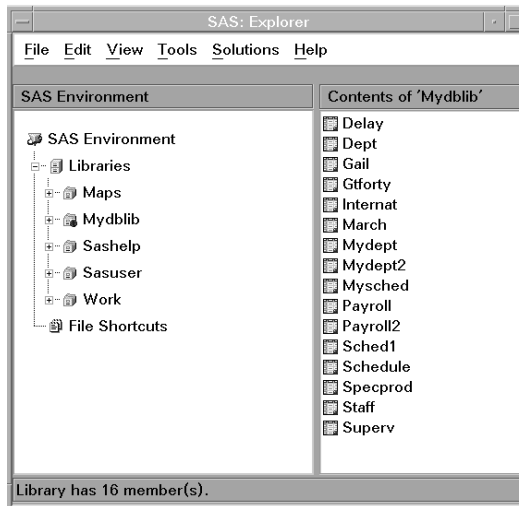 SAS: Explorer
File Edit View Tools Solutions Help
SAS Environment
SAS Environment
Libraries
Maps
Mydblib
Sashelp
Sasuser
Work
File Shortcuts
Contents of 'Mydblib'
Delay
Dept
Gail
Gtforty
Internat
March
Mydept
Mydept2
Mysched
Payroll
Payroll2
Sched1
Schedule
Specprod
Staff
Superv
Library has 16 member(s).